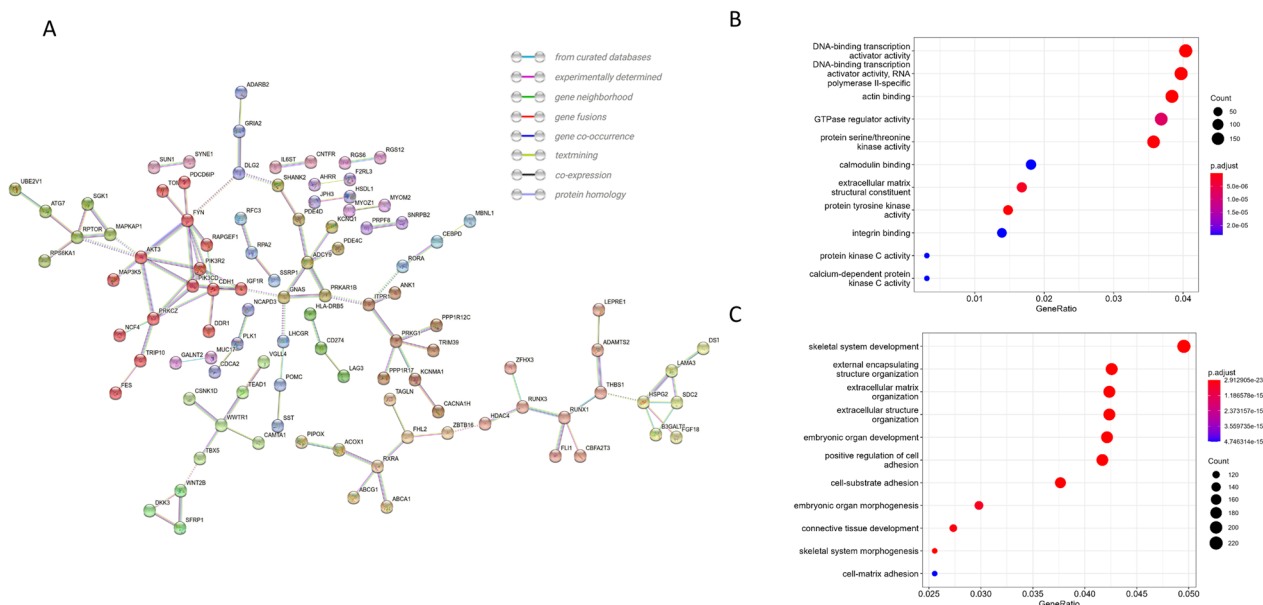 A
from curated databases
experimentally determined
gene neighborhood
gene fusions
gene co-occurrence
textmining
co-expression
protein homology
ADARB2
GRIA2
DLG2
SUN1
SYNE1
IL6ST
CNTFR
RGS6
RGS12
AHRR
F2RL3
JPH3
HSDL1
MYOZ1
MYOM2
SHANK2
UBE2V1
SGK1
ATG7
RPTOR
MAPKAP1
RPS6KA1
PDCD6IP
FYN
RAPGEF1
AKT3
MAP3K5
PIK3R2
PIK3CD
CDH1
IGF1R
PRKCZ
NCF4
DDR1
TRIP10
FES
RFC3
RPA2
SSRP1
PDE4D
KCNQ1
PDE4C
ADCY9
PRPF8
SNRPB2
MBNL1
CEBPD
RORA
GNAS
PRKAR1B
ITPR1
ANK1
NCAPD3
PLK1
MUC17
GALNT2
CDCA2
LHCGR
HLA-DRB5
CD274
LAG3
PRKG1
PPP1R12C
TRIM39
PPP1R17
KCNMA1
CACNA1H
VGLL4
TEAD1
CSNK1D
WWTR1
CAMTA1
TBX5
WNT2B
DKK3
SFRP1
POMC
SST
TAGLN
FHL2
ZBTB16
PIPOX
ACOX1
RXRA
ABCG1
ABCA1
HDAC4
ZFHX3
RUNX3
RUNX1
FLI1
CBFA2T3
LEPRE1
ADAMTS2
THBS1
HSPG2
LAMA3
DS1
SDC2
FGF18
B
DNA-binding transcription
activator activity
DNA-binding transcription
activator activity, RNA
polymerase II-specific
actin binding
GTPase regulator activity
protein serine/threonine
kinase activity
calmodulin binding
extracellular matrix
structural constituent
protein tyrosine kinase
activity
integrin binding
protein kinase C activity
calcium-dependent protein
kinase C activity
0.01 0.02 0.03 0.04
GeneRatio
Count
50
100
150
p.adjust
5.0e-06
1.0e-05
1.5e-05
2.0e-05
C
skeletal system development
external encapsulating
structure organization
extracellular matrix
organization
extracellular structure
organization
embryonic organ development
positive regulation of cell
adhesion
cell-substrate adhesion
embryonic organ morphogenesis
connective tissue development
skeletal system morphogenesis
cell-matrix adhesion
0.025 0.030 0.035 0.040 0.045 0.050
GeneRatio
p.adjust
2.912905e-23
1.186578e-15
2.373157e-15
3.559735e-15
4.746314e-15
Count
120
140
160
180
200
220